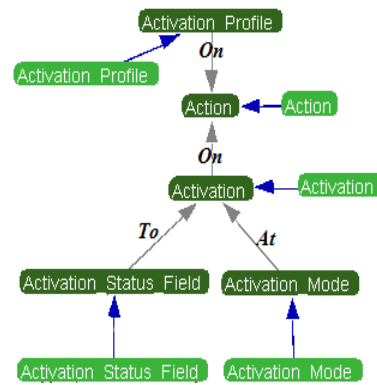 Activation Profile
On
Activation Profile
Action
Action
On
Activation
Activation
To
At
Activation Status Field
Activation Mode
Activation Status Field
Activation Mode